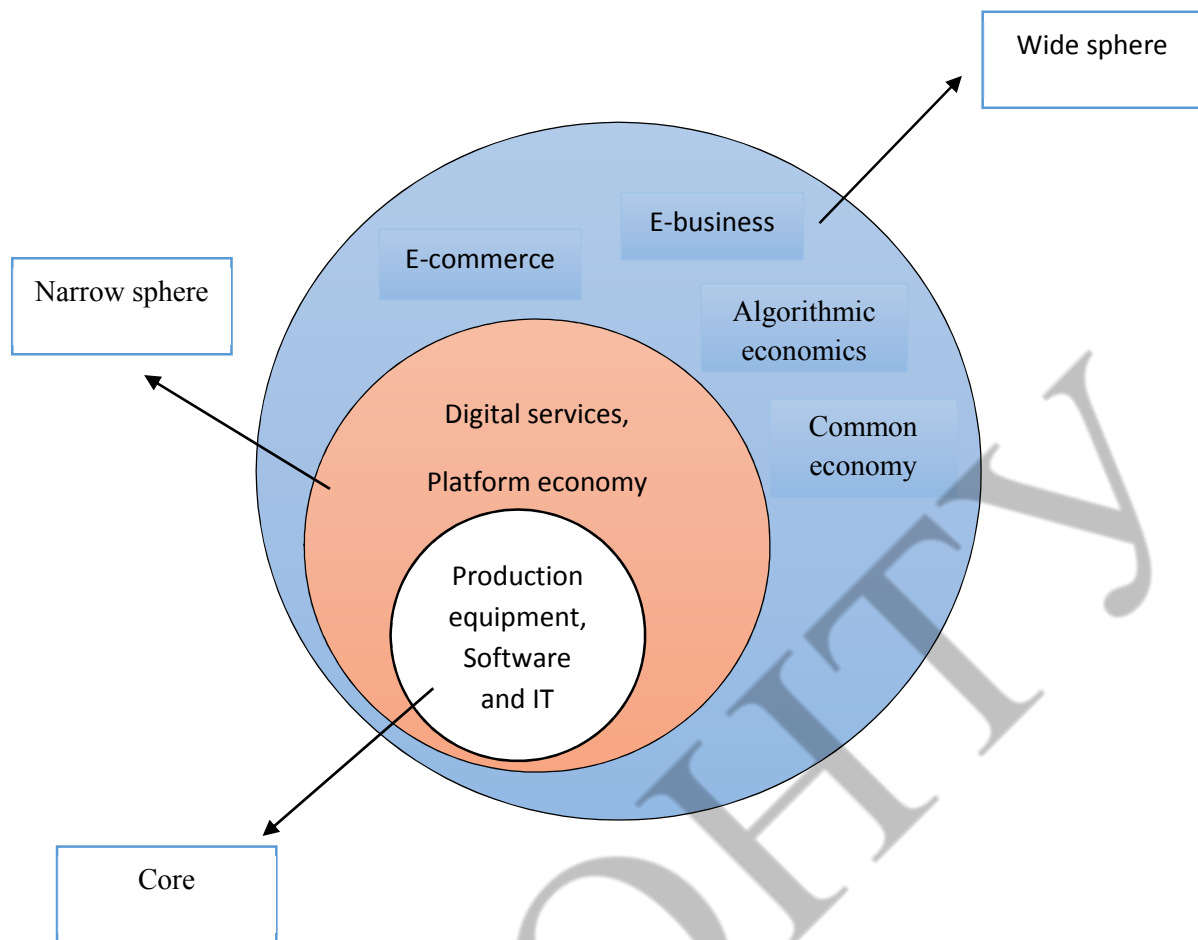 Wide sphere
E-business
E-commerce
Narrow sphere
Algorithmic
economics
Digital services,
Common
economy
Platform economy
Production
equipment,
Software
and IT
Core
ОНТУ